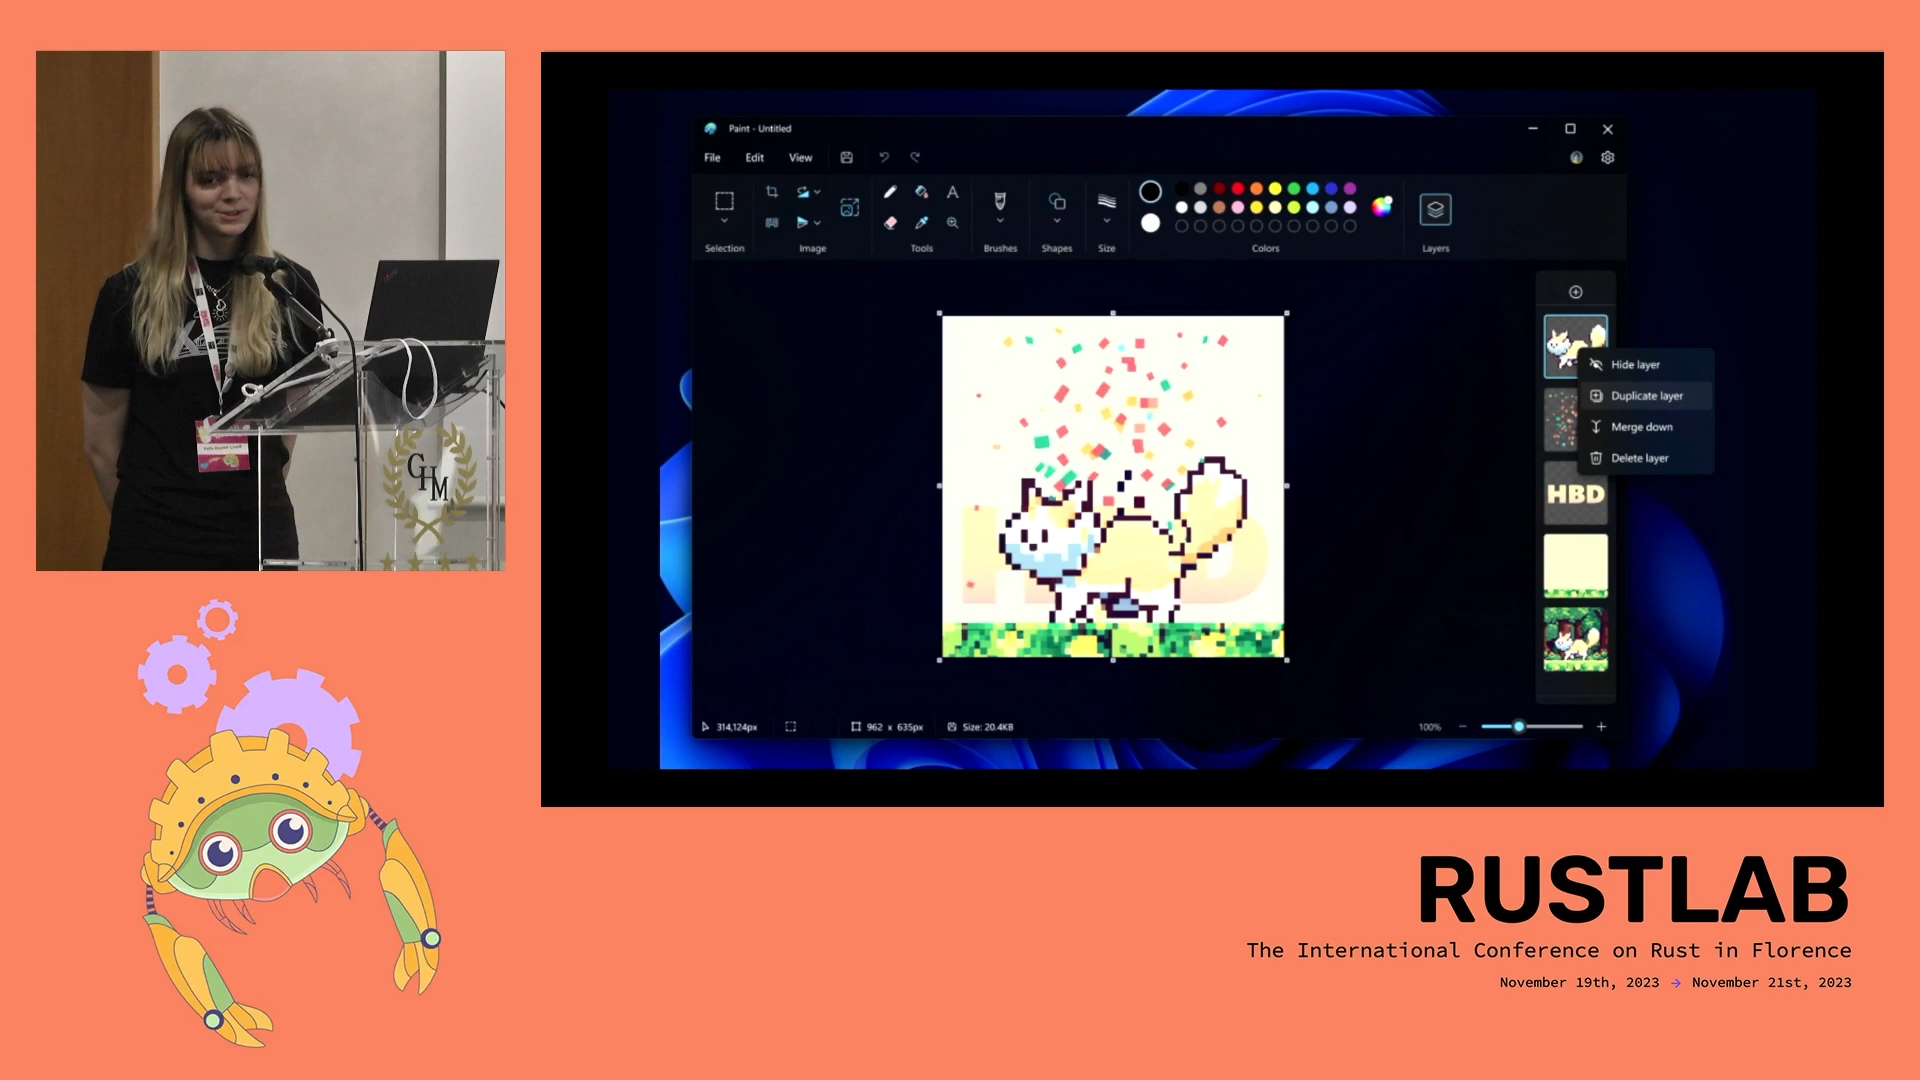 Paint - Untitled
File Edit View
Selection Image Tools Brushes Shapes Size Colors Layers
Hide layer
Duplicate layer
Merge down
Delete layer
HBD
314,124px 962 x 635px Size: 20.4KB 100%
GHM
RUSTLAB
The International Conference on Rust in Florence
November 19th, 2023 → November 21st, 2023